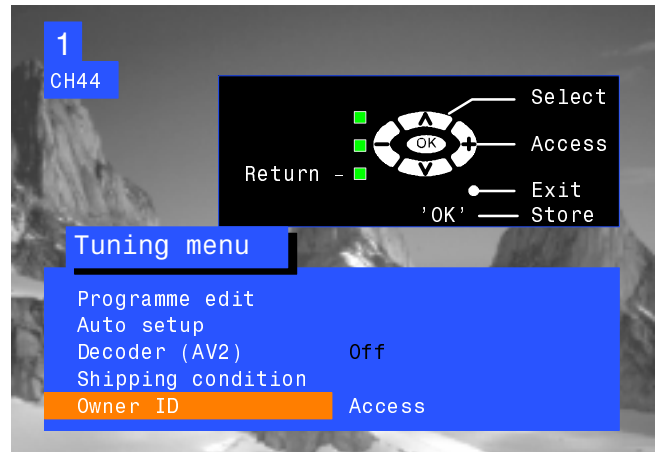 1
CH44
Select
OK
Access
Return –
Exit
'OK' Store
Tuning menu
Programme edit
Auto setup
Decoder (AV2) Off
Shipping condition
Owner ID Access